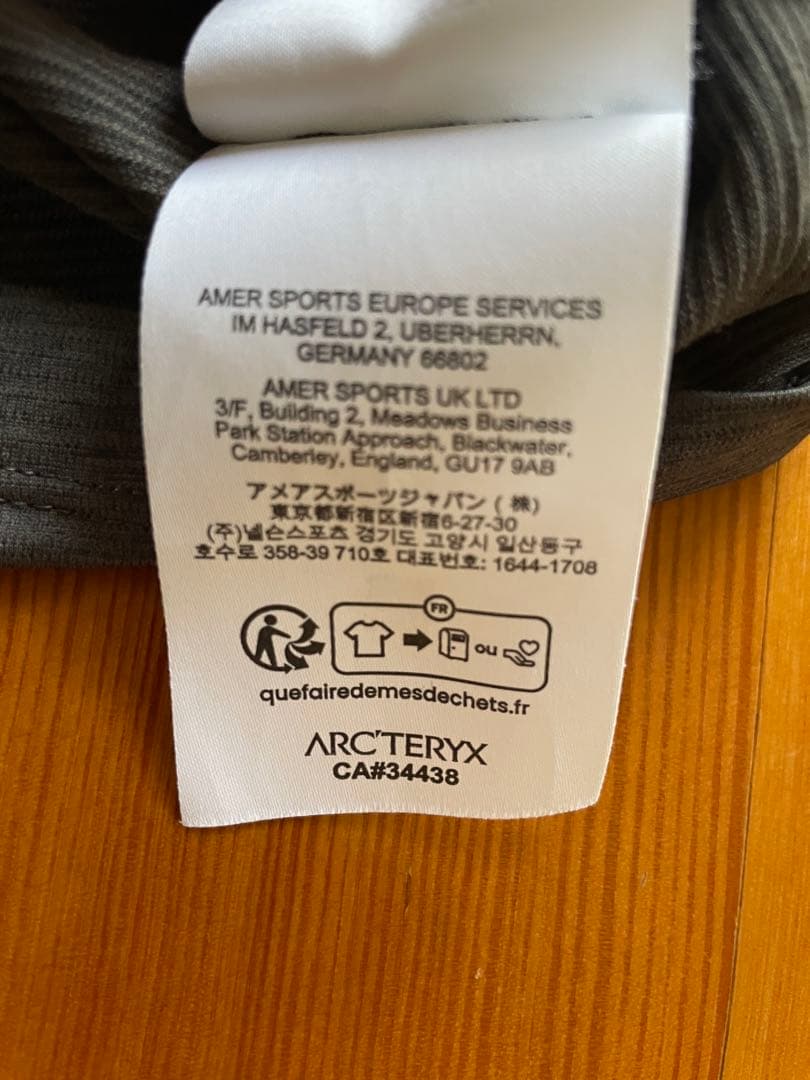 AMER SPORTS EUROPE SERVICES
IM HASFELD 2, UBERHERRN,
GERMANY 66802
AMER SPORTS UK LTD
3/F, Building 2, Meadows Business
Park Station Approach, Blackwater,
Camberley, England, GU17 9AB
アメアスポーツジャパン (株)
東京都新宿区新宿6-27-30
(주)넬슨스포츠 경기도 고양시 일산동구
호수로 358-39 710호 대표번호: 1644-1708
FR
ou
quefairedemesdechets.fr
ARC'TERYX
CA#34438